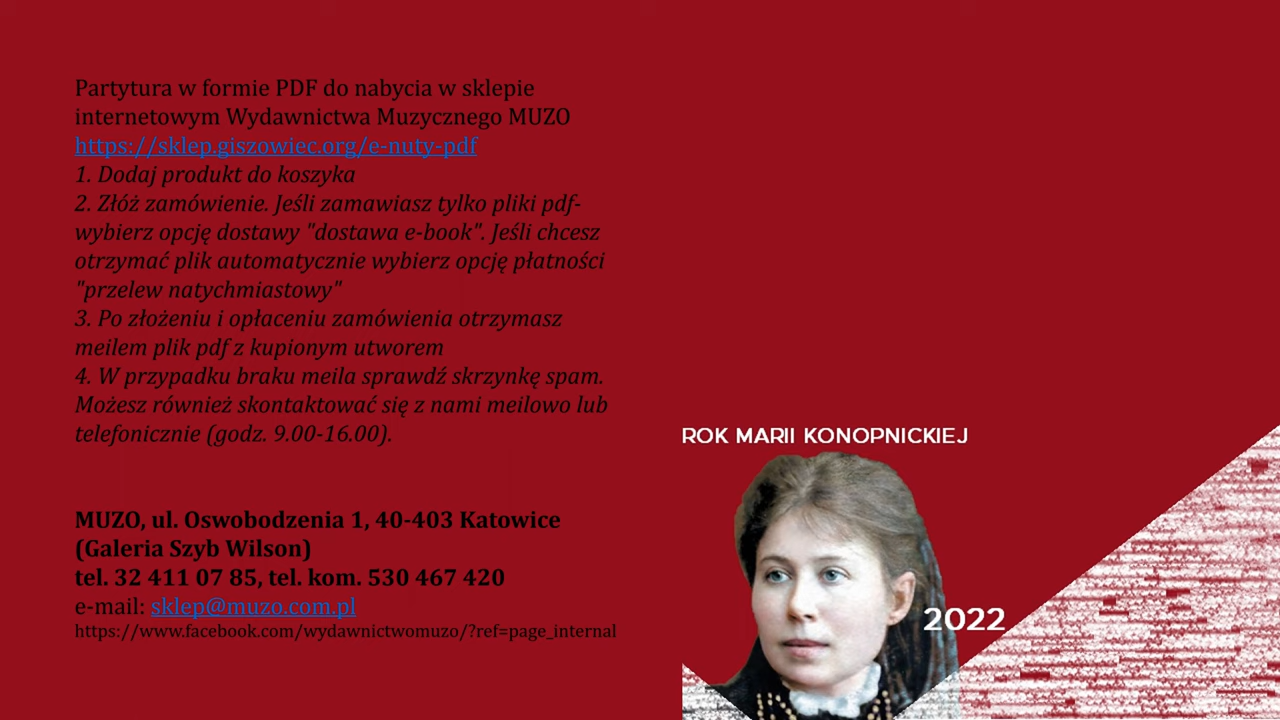 Partytura w formie PDF do nabycia w sklepie
internetowym Wydawnictwa Muzycznego MUZO
https://sklep.giszowiec.org/e-nuty-pdf
1. Dodaj produkt do koszyka
2. Złóż zamówienie. Jeśli zamawiasz tylko pliki pdf-
wybierz opcję dostawy "dostawa e-book". Jeśli chcesz
otrzymać plik automatycznie wybierz opcję płatności
"przelew natychmiastowy"
3. Po złożeniu i opłaceniu zamówienia otrzymasz
meilem plik pdf z kupionym utworem
4. W przypadku braku meila sprawdź skrzynkę spam.
Możesz również skontaktować się z nami meilowo lub
telefonicznie (godz. 9.00-16.00).
MUZO, ul. Oswobodzenia 1, 40-403 Katowice
(Galeria Szyb Wilson)
tel. 32 411 07 85, tel. kom. 530 467 420
e-mail: sklep@muzo.com.pl
https://www.facebook.com/wydawnictwomuzo/?ref=page_internal
ROK MARII KONOPNICKIEJ
2022